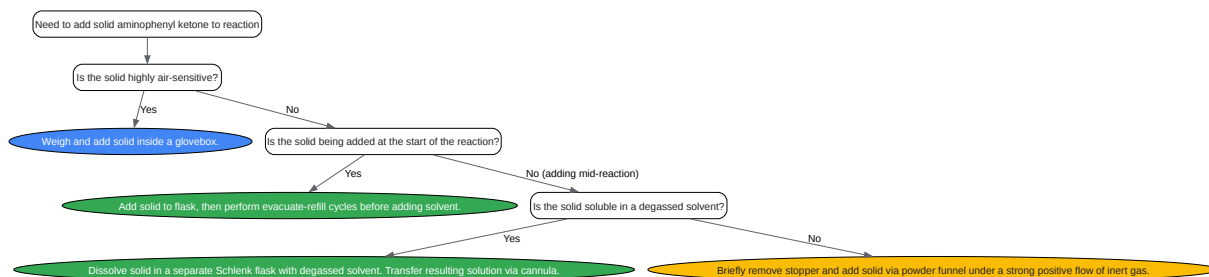 Need to add solid aminophenyl ketone to reaction
Is the solid highly air-sensitive?
Yes
No
Weigh and add solid inside a glovebox.
Is the solid being added at the start of the reaction?
Yes
No (adding mid-reaction)
Add solid to flask, then perform evacuate-refill cycles before adding solvent.
Is the solid soluble in a degassed solvent?
Yes
No
Dissolve solid in a separate Schlenk flask with degassed solvent. Transfer resulting solution via cannula.
Briefly remove stopper and add solid via powder funnel under a strong positive flow of inert gas.